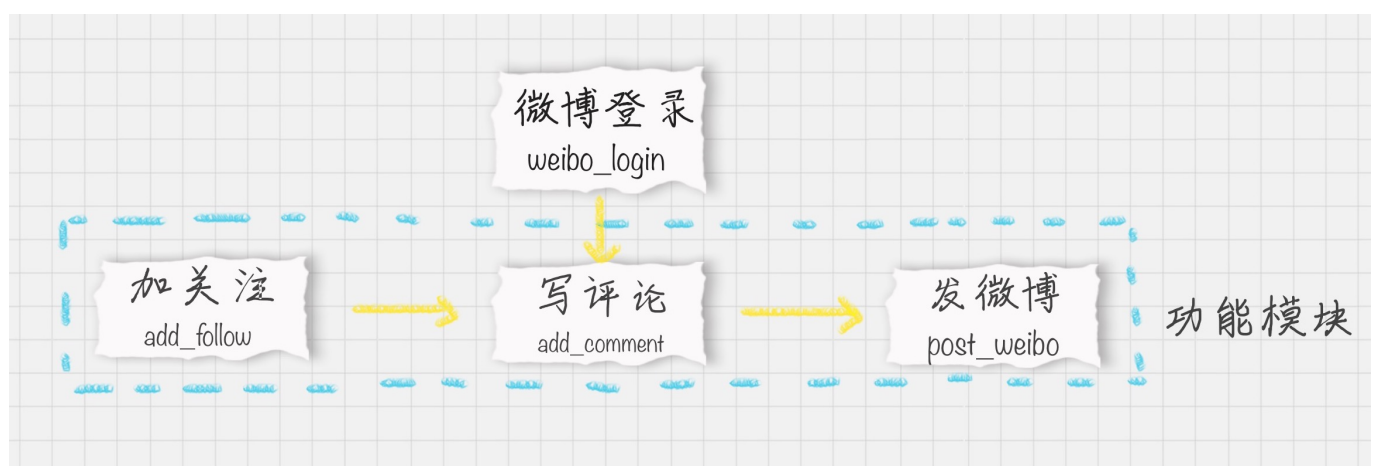 微博登录
weibo_login
加关注
add_follow
写评论
add_comment
发微博
post_weibo
功能模块